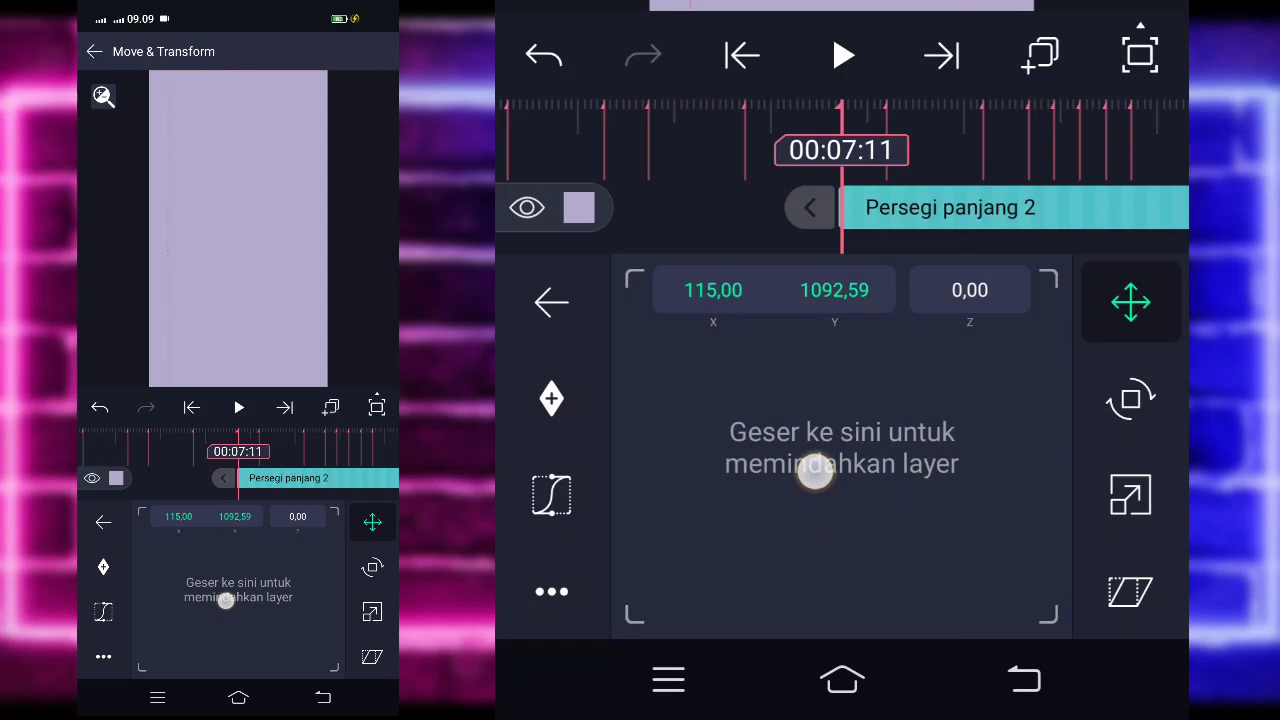 09.09
Move & Transform
00:07:11
Persegi panjang 2
115,00 1092,59 0,00
X Y Z
Geser ke sini untuk
memindahkan layer
00:07:11
Persegi panjang 2
115,00 1092,59 0,00
X Y Z
Geser ke sini untuk
memindahkan layer